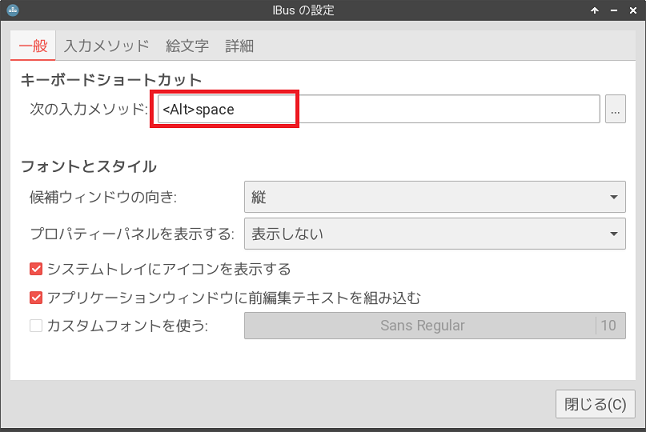 IBus の設定
一般 入力メソッド 絵文字 詳細
キーボードショートカット
次の入力メソッド: <Alt>space ...
フォントとスタイル
候補ウィンドウの向き: 縦
プロパティーパネルを表示する: 表示しない
システムトレイにアイコンを表示する
アプリケーションウィンドウに前編集テキストを組み込む
カスタムフォントを使う: Sans Regular 10
閉じる(C)